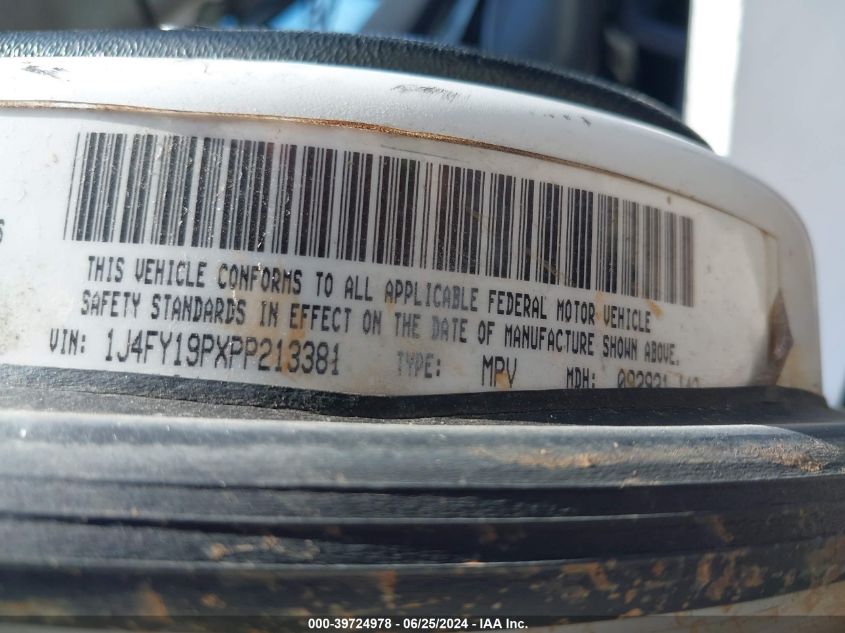 THIS VEHICLE CONFORMS TO ALL APPLICABLE FEDERAL MOTOR VEHICLE
SAFETY STANDARDS IN EFFECT ON THE DATE OF MANUFACTURE SHOWN ABOVE.
VIN: 1J4FY19PXPP213381 TYPE: MPV MDH:
000-39724978 - 06/25/2024 - IAA Inc.